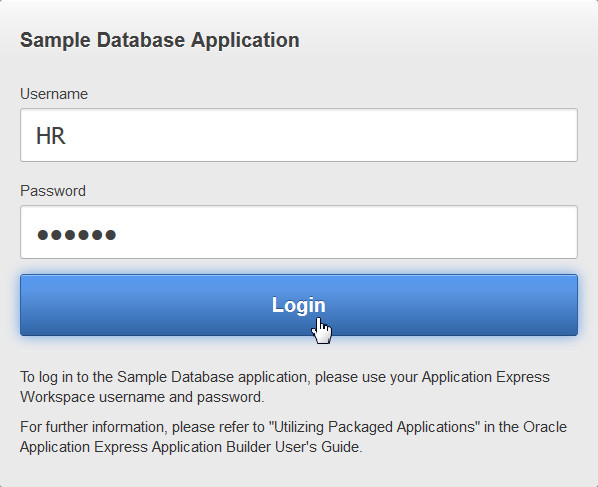 Sample Database Application
Username
HR
Password
●●●●●●
Login
To log in to the Sample Database application, please use your Application Express
Workspace username and password.
For further information, please refer to "Utilizing Packaged Applications" in the Oracle
Application Express Application Builder User's Guide.